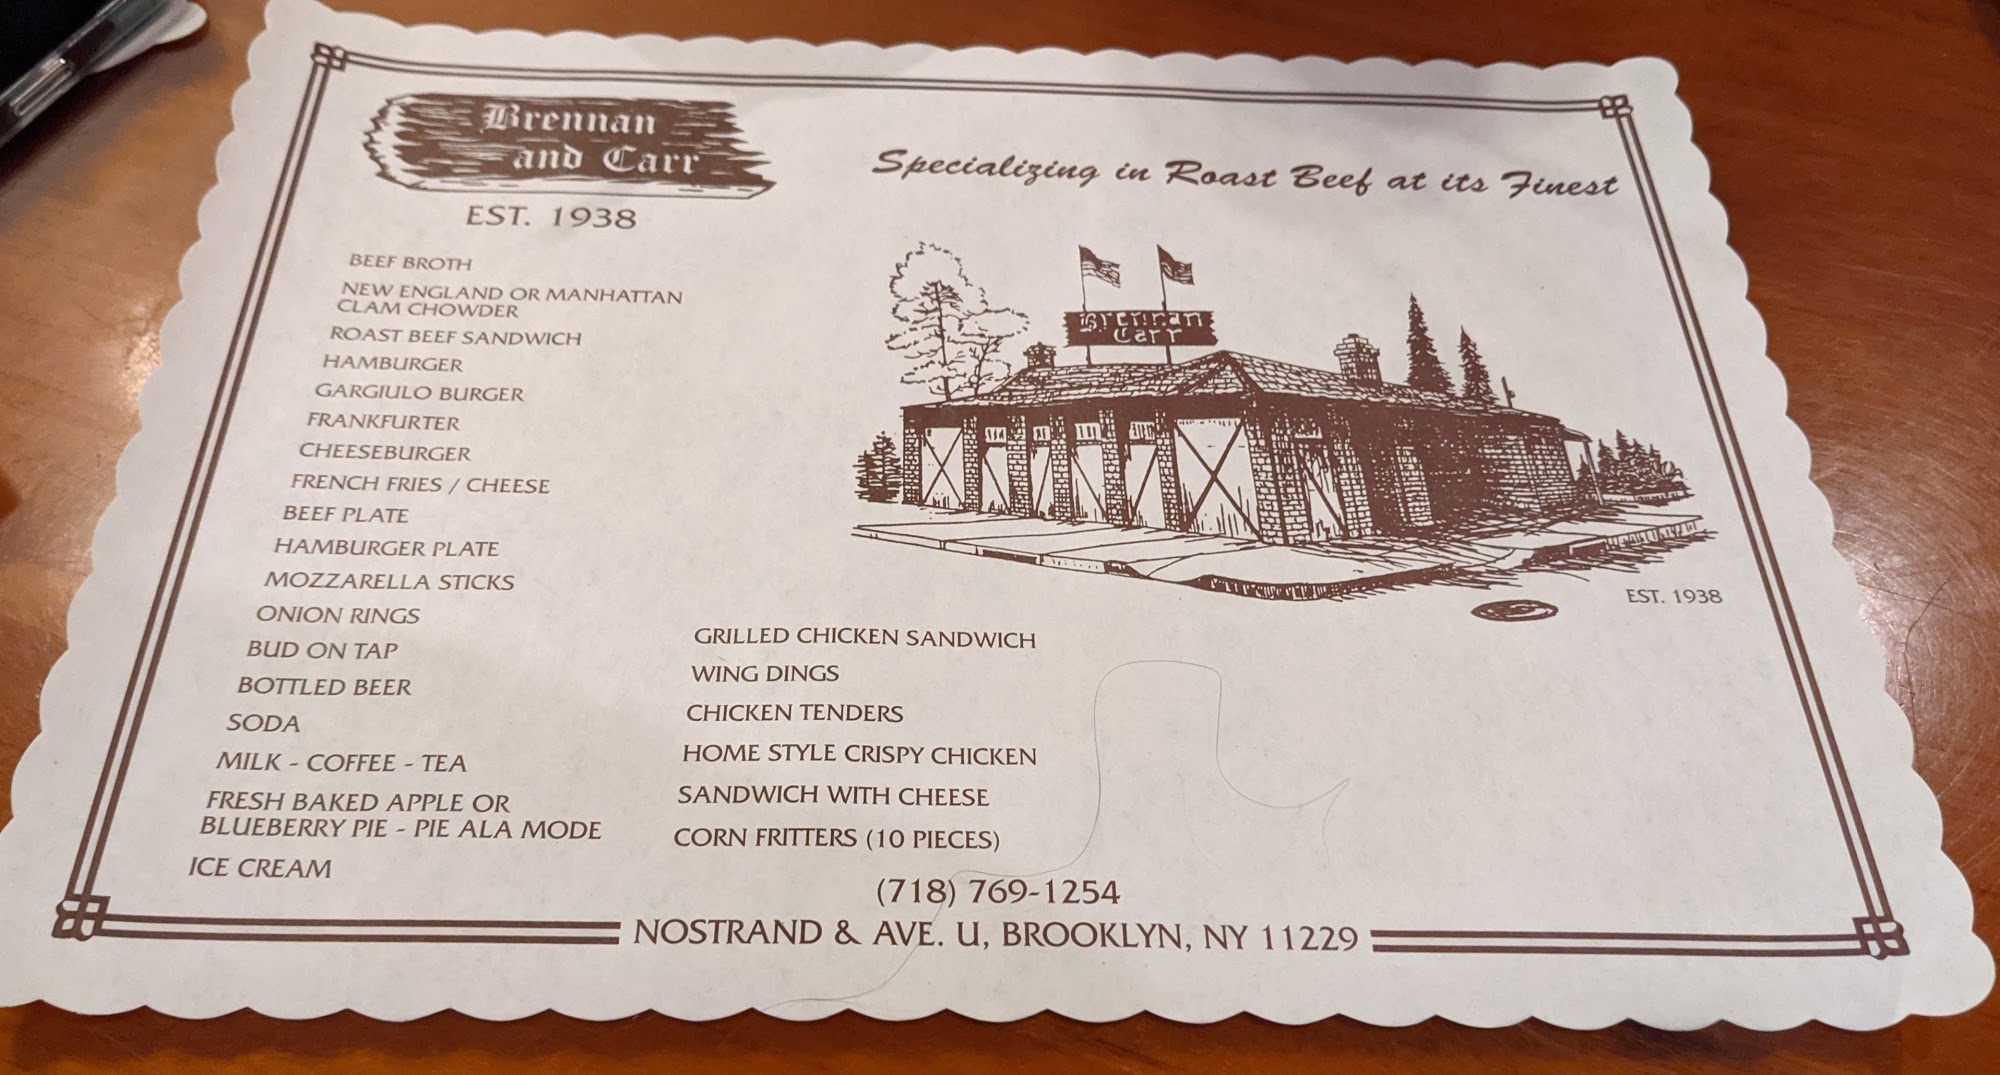 Brennan
and Carr
EST. 1938
Specializing in Roast Beef at its Finest
BEEF BROTH
NEW ENGLAND OR MANHATTAN
CLAM CHOWDER
ROAST BEEF SANDWICH
HAMBURGER
GARGIULO BURGER
FRANKFURTER
CHEESEBURGER
FRENCH FRIES / CHEESE
BEEF PLATE
HAMBURGER PLATE
MOZZARELLA STICKS
ONION RINGS
BUD ON TAP
BOTTLED BEER
SODA
MILK - COFFEE - TEA
FRESH BAKED APPLE OR
BLUEBERRY PIE - PIE ALA MODE
ICE CREAM
Brennan
Carr
EST. 1938
GRILLED CHICKEN SANDWICH
WING DINGS
CHICKEN TENDERS
HOME STYLE CRISPY CHICKEN
SANDWICH WITH CHEESE
CORN FRITTERS (10 PIECES)
(718) 769-1254
NOSTRAND & AVE. U, BROOKLYN, NY 11229